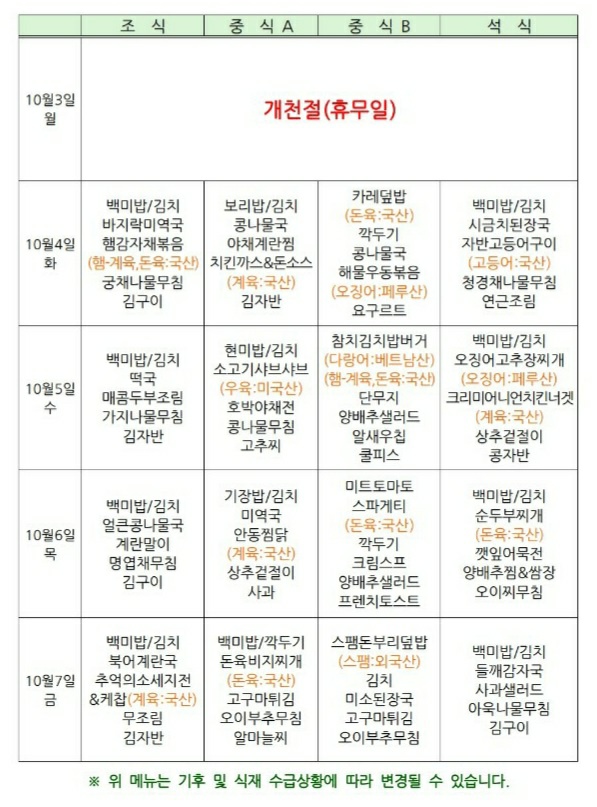 조 식 중 식 A 중 식 B 석 식
10월3일
월
개천절(휴무일)
10월4일
화
백미밥/김치
바지락미역국
햄감자채볶음
(햄-계육,돈육:국산)
궁채나물무침
김구이
보리밥/김치
콩나물국
야채계란찜
치킨까스&돈소스
(계육:국산)
김자반
카레덮밥
(돈육:국산)
깍두기
콩나물국
해물우동볶음
(오징어:페루산)
요구르트
백미밥/김치
시금치된장국
자반고등어구이
(고등어:국산)
청경채나물무침
연근조림
10월5일
수
백미밥/김치
떡국
매콤두부조림
가지나물무침
김자반
현미밥/김치
소고기샤브샤브
(우육:미국산)
호박야채전
콩나물무침
고추찌
참치김치밥버거
(다랑어:베트남산)
(햄-계육,돈육:국산)
단무지
양배추샐러드
알새우칩
쿨피스
백미밥/김치
오징어고추장찌개
(오징어:페루산)
크리미어니언치킨너겟
(계육:국산)
상추겉절이
콩자반
10월6일
목
백미밥/김치
얼큰콩나물국
계란말이
명엽채무침
김구이
기장밥/김치
미역국
안동찜닭
(계육:국산)
상추겉절이
사과
미트토마토
스파게티
(돈육:국산)
깍두기
크림스프
양배추샐러드
프렌치토스트
백미밥/김치
순두부찌개
(돈육:국산)
깻잎어묵전
양배추찜&쌈장
오이찌무침
10월7일
금
백미밥/김치
북어계란국
추억의소세지전
&케찹(계육:국산)
무조림
김자반
백미밥/깍두기
돈육비지찌개
(돈육:국산)
고구마튀김
오이부추무침
알마늘찌
스팸돈부리덮밥
(스팸:외국산)
김치
미소된장국
고구마튀김
오이부추무침
백미밥/김치
들깨감자국
사과샐러드
아욱나물무침
김구이
※ 위 메뉴는 기후 및 식재 수급상황에 따라 변경될 수 있습니다.